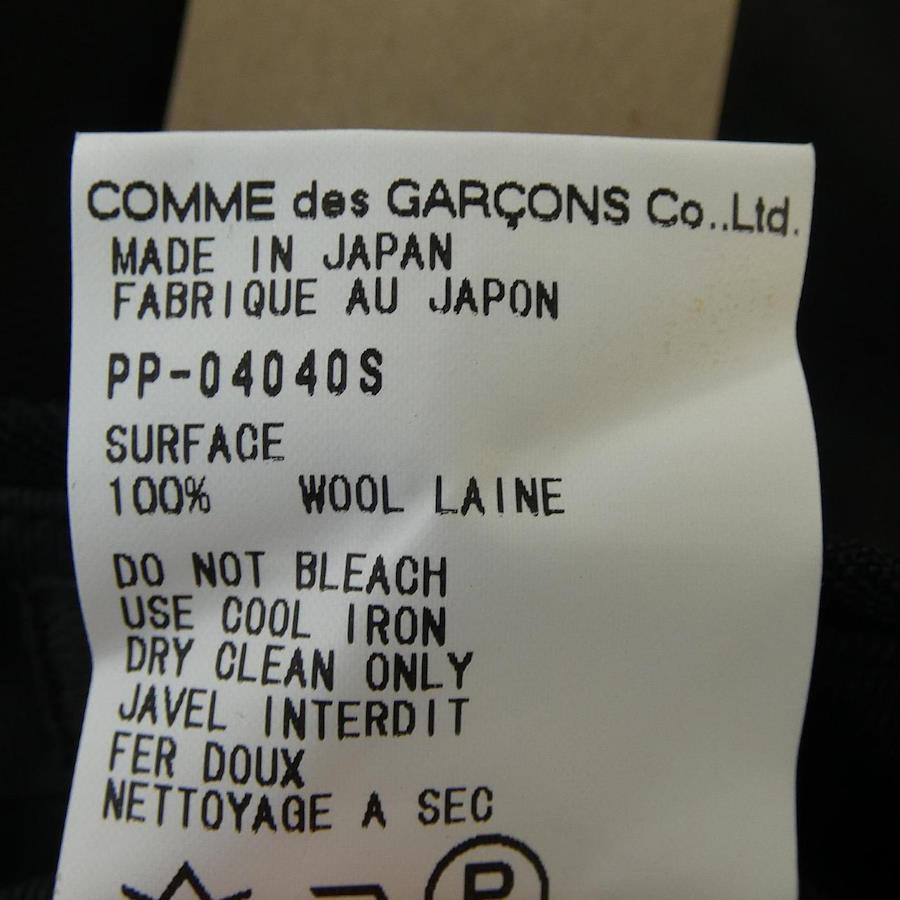 COMME des GARÇONS Co.,Ltd.
MADE IN JAPAN
FABRIQUE AU JAPON
PP-04040S
SURFACE
100% WOOL LAINE
DO NOT BLEACH
USE COOL IRON
DRY CLEAN ONLY
JAVEL INTERDIT
FER DOUX
NETTOYAGE A SEC
P